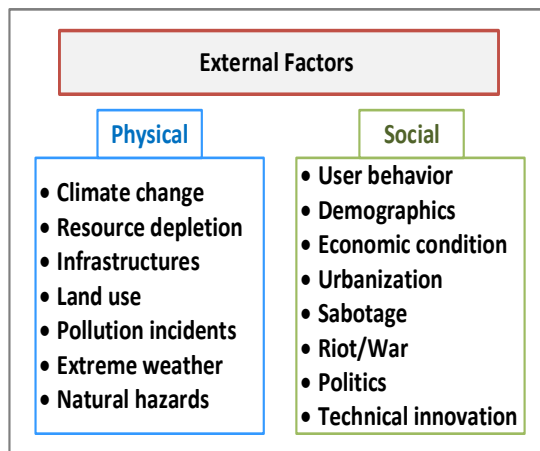 External Factors
Physical
• Climate change
• Resource depletion
• Infrastructures
• Land use
• Pollution incidents
• Extreme weather
• Natural hazards
Social
• User behavior
• Demographics
• Economic condition
• Urbanization
• Sabotage
• Riot/War
• Politics
• Technical innovation